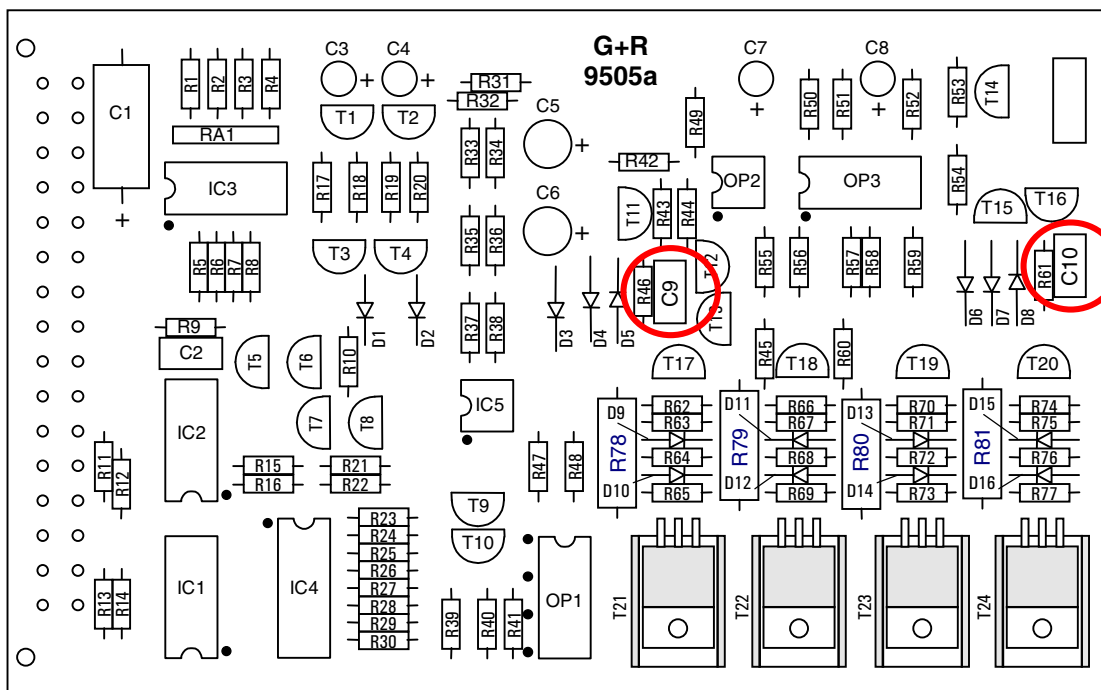 G+R
9505a
C3 C4 C7 C8
C1 R1 R2 R3 R4
R31
R32
C5
R49 R50 R51 R52 R53 T14
T1 T2
RA1
R33 R34
R42
IC3 R17 R18 R19 R20
OP2 OP3 R54
C6
T11 R43 R44
T15 T16
R5 R6 R7 R8
T3 T4
R35 R36
R46 C9 T12
R55 R56 R57 R58 R59
R61 C10
D1 D2 D3 D4 D5 D6 D7 D8
R9
C2
T5 T6 R10
R37 R38
T13
R45 R60
T17 T18 T19 T20
IC2
T7 T8
IC5
D9 R62 D11 R66 D13 R70 D15 R74
R63 R67 R71 R75
R78 R79 R80 R81
R64 R68 R72 R76
D10 R65 D12 R69 D14 R73 D16 R77
R11 R12
R15 R21
R16 R22
R47 R48
T9
T10
R23
R24
R25
R26
R27
R28
R29
R30
IC1 IC4 OP1
R13 R14
R39 R40 R41
T21 T22 T23 T24